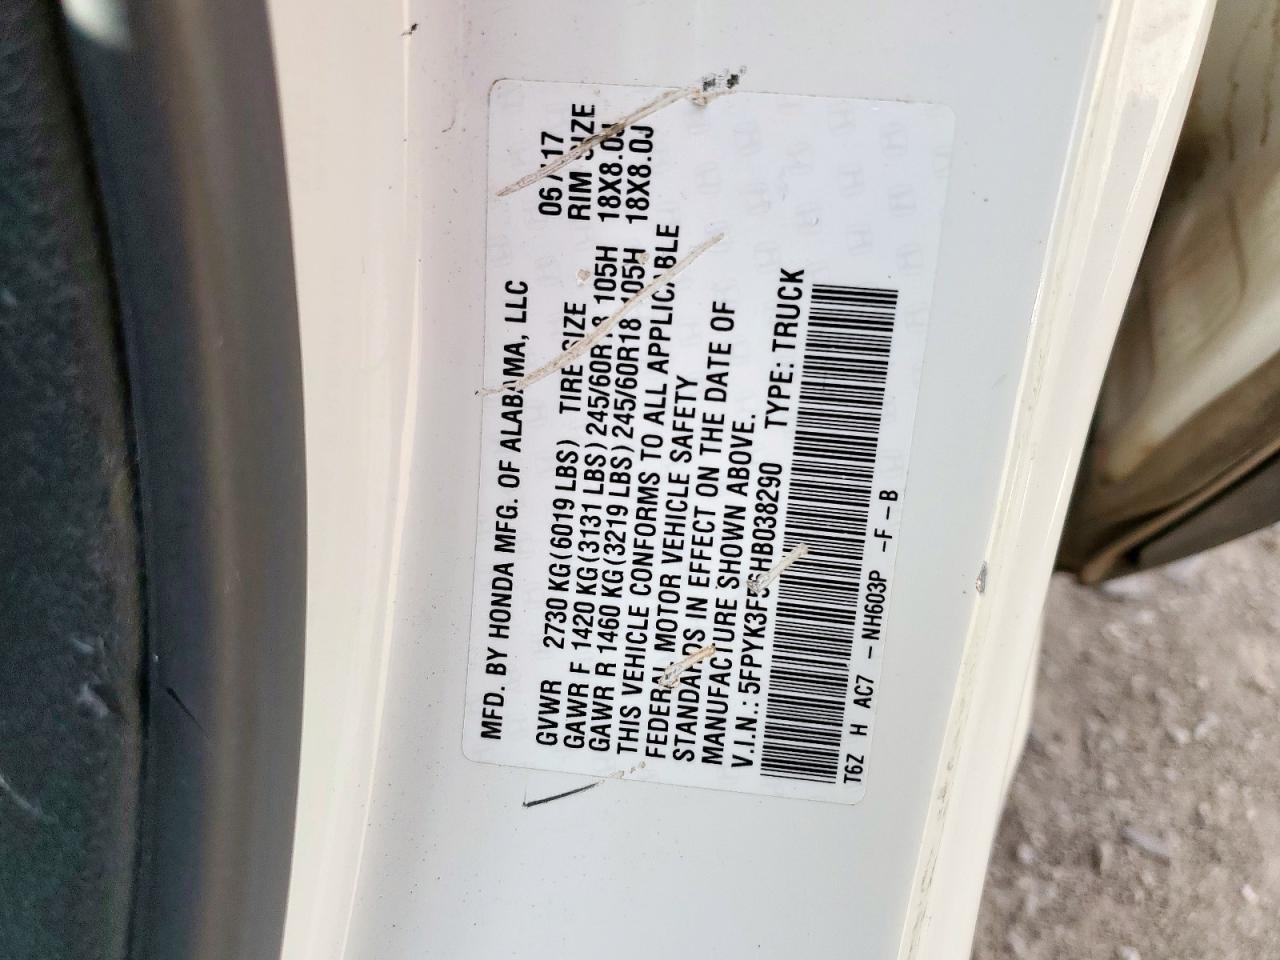 MFD. BY HONDA MFG. OF ALABAMA, LLC 06/17
GVWR 2730 KG(6019 LBS) TIRE SIZE RIM SIZE
GAWR F 1420 KG(3131 LBS) 245/60R18 105H 18X8.0J
GAWR R 1460 KG(3219 LBS) 245/60R18 105H 18X8.0J
THIS VEHICLE CONFORMS TO ALL APPLICABLE
FEDERAL MOTOR VEHICLE SAFETY
STANDARDS IN EFFECT ON THE DATE OF
MANUFACTURE SHOWN ABOVE.
V.I.N.: TYPE: TRUCK
T6Z H AC7 -NH603P -F-B